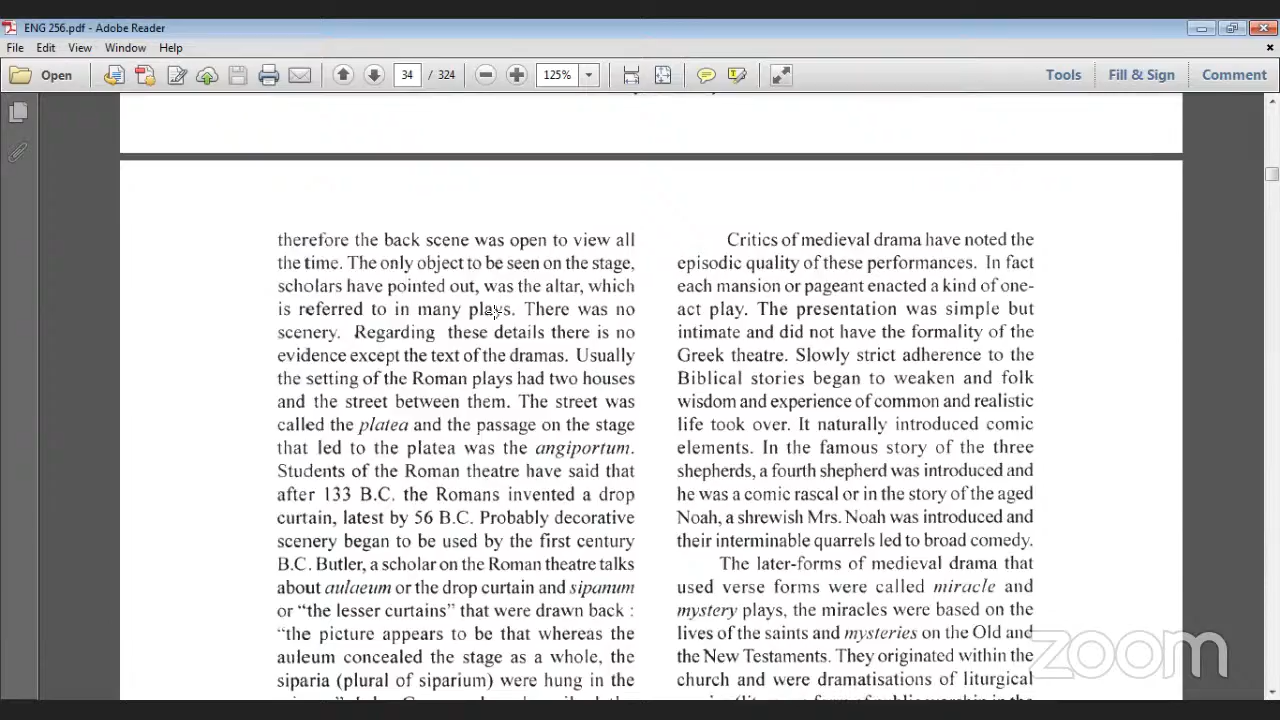 ENG 256.pdf - Adobe Reader
File Edit View Window Help
Open 34 / 324 125% Tools Fill & Sign Comment
therefore the back scene was open to view all
the time. The only object to be seen on the stage,
scholars have pointed out, was the altar, which
is referred to in many plays. There was no
scenery. Regarding these details there is no
evidence except the text of the dramas. Usually
the setting of the Roman plays had two houses
and the street between them. The street was
called the platea and the passage on the stage
that led to the platea was the angiportum.
Students of the Roman theatre have said that
after 133 B.C. the Romans invented a drop
curtain, latest by 56 B.C. Probably decorative
scenery began to be used by the first century
B.C. Butler, a scholar on the Roman theatre talks
about aulaeum or the drop curtain and sipanum
or “the lesser curtains” that were drawn back :
“the picture appears to be that whereas the
auleum concealed the stage as a whole, the
siparia (plural of siparium) were hung in the
Critics of medieval drama have noted the
episodic quality of these performances. In fact
each mansion or pageant enacted a kind of one-
act play. The presentation was simple but
intimate and did not have the formality of the
Greek theatre. Slowly strict adherence to the
Biblical stories began to weaken and folk
wisdom and experience of common and realistic
life took over. It naturally introduced comic
elements. In the famous story of the three
shepherds, a fourth shepherd was introduced and
he was a comic rascal or in the story of the aged
Noah, a shrewish Mrs. Noah was introduced and
their interminable quarrels led to broad comedy.
The later-forms of medieval drama that
used verse forms were called miracle and
mystery plays, the miracles were based on the
lives of the saints and mysteries on the Old and
the New Testaments. They originated within the
church and were dramatisations of liturgical
zoom